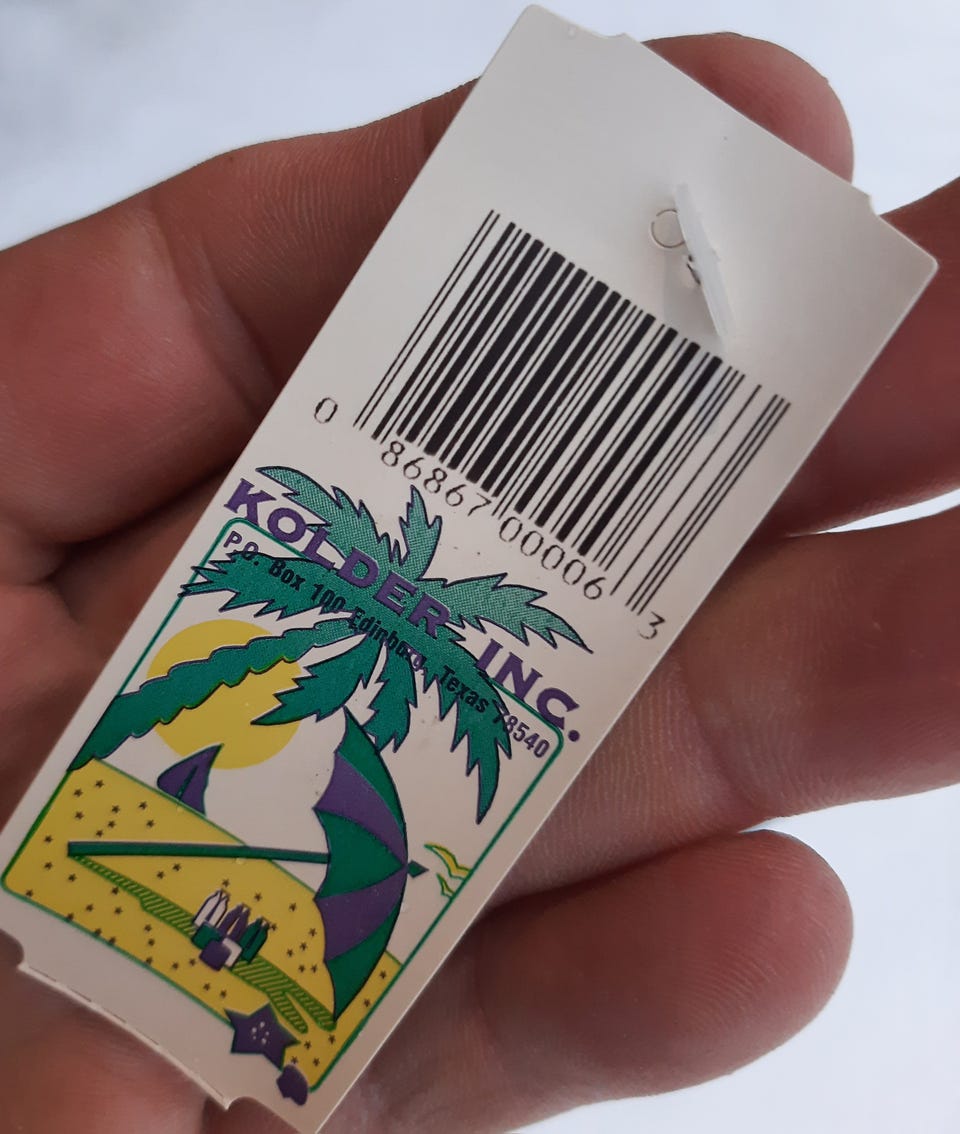 0 86867 00006 3
KOLDER INC.
P.O. Box 100 Edinburg, Texas 78540